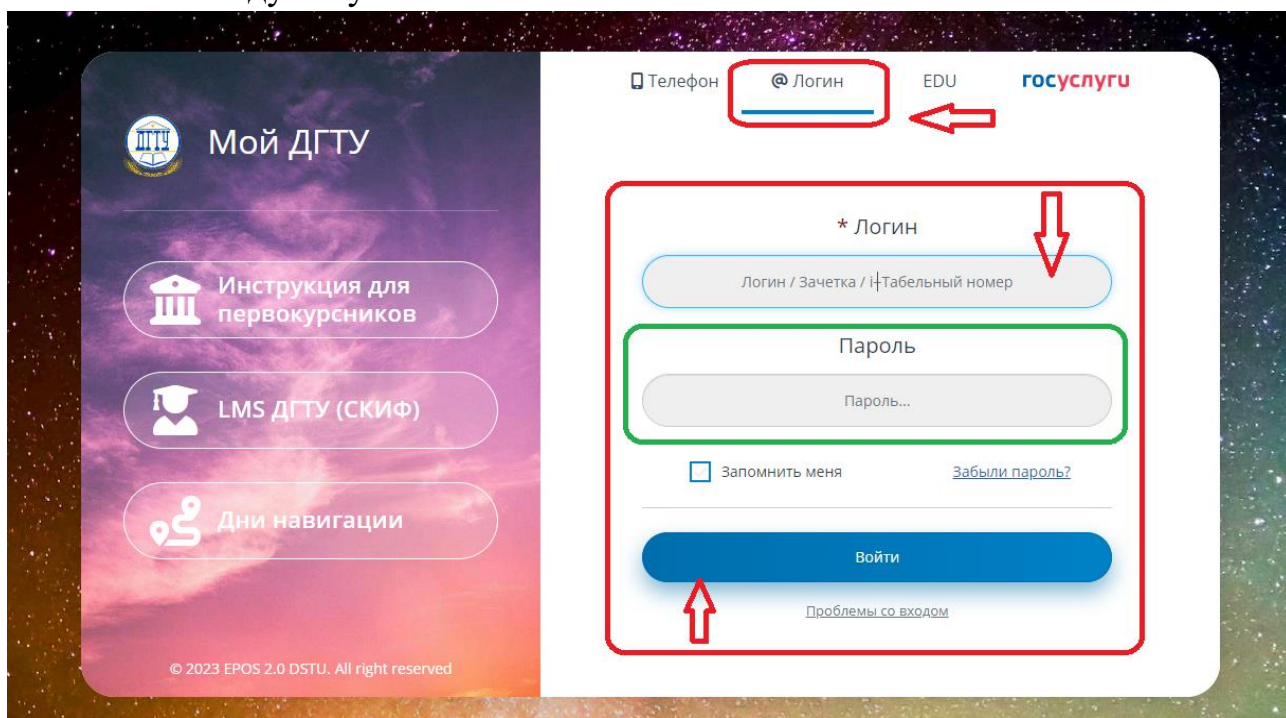 Мой ДГТУ
Инструкция для
первокурсников
LMS ДГТУ (СКИФ)
Дни навигации
© 2023 EPOS 2.0 DSTU. All right reserved
Телефон
@ Логин
EDU
госуслуги
* Логин
Логин / Зачетка / i-Табельный номер
Пароль
Пароль...
Запомнить меня
Забыли пароль?
Войти
Проблемы со входом